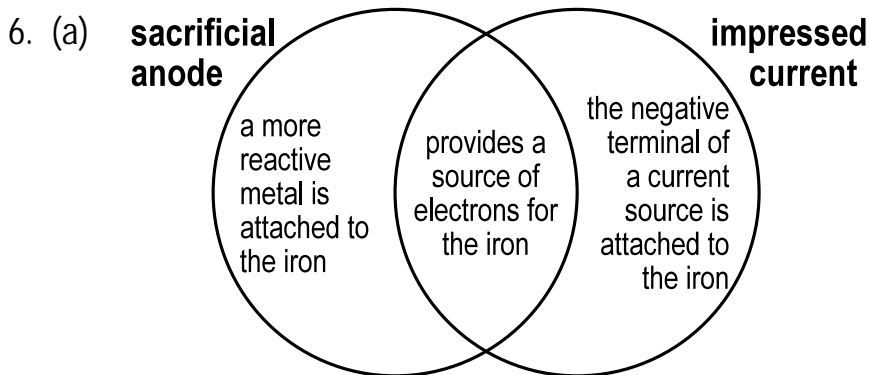 6. (a) sacrificial
anode
impressed
current
a more
reactive
metal is
attached to
the iron
provides a
source of
electrons for
the iron
the negative
terminal of
a current
source is
attached to
the iron